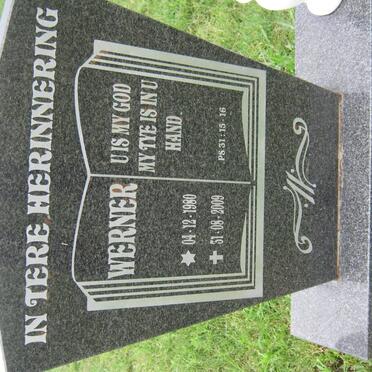 IN TERE HERINNERING
WERNER
04·12·1980
31·08·2009
U IS MY GOD
MY TYE IS IN U
HAND
PS 31:15-16